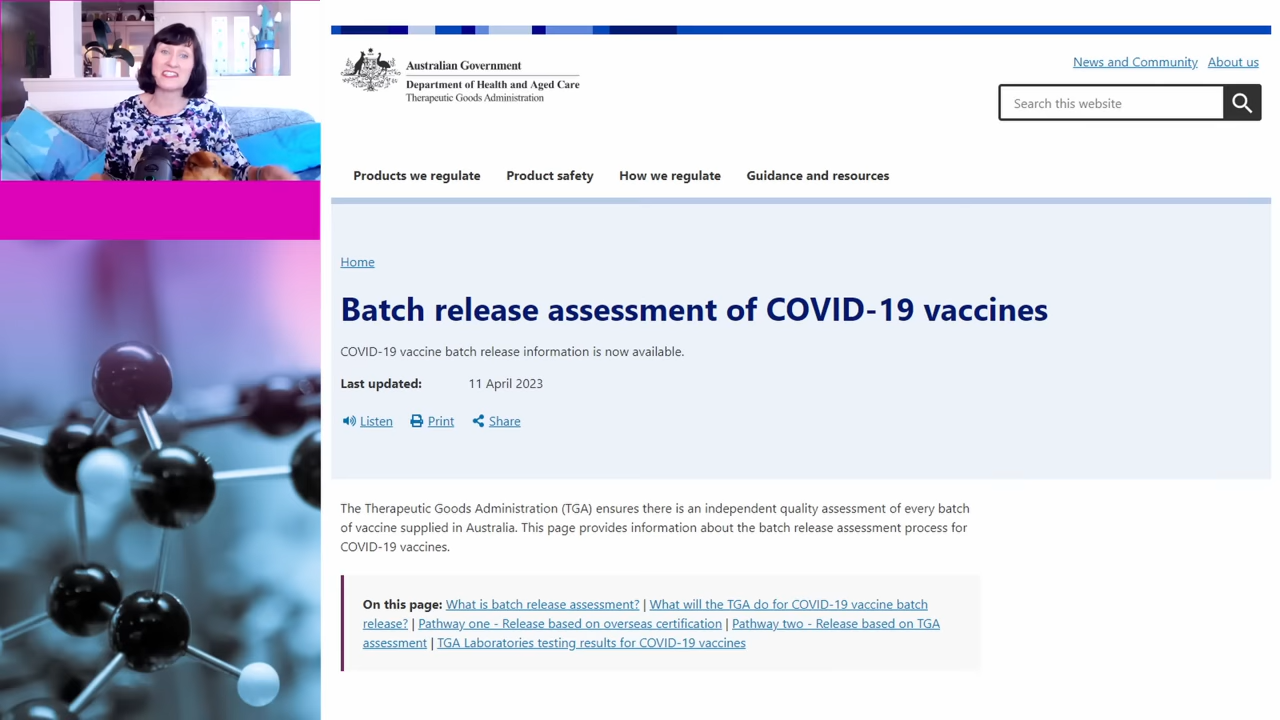 Australian Government
Department of Health and Aged Care
Therapeutic Goods Administration
News and Community About us
Search this website
Products we regulate Product safety How we regulate Guidance and resources
Home
Batch release assessment of COVID-19 vaccines
COVID-19 vaccine batch release information is now available.
Last updated: 11 April 2023
Listen Print Share
The Therapeutic Goods Administration (TGA) ensures there is an independent quality assessment of every batch
of vaccine supplied in Australia. This page provides information about the batch release assessment process for
COVID-19 vaccines.
On this page: What is batch release assessment? | What will the TGA do for COVID-19 vaccine batch
release? | Pathway one - Release based on overseas certification | Pathway two - Release based on TGA
assessment | TGA Laboratories testing results for COVID-19 vaccines